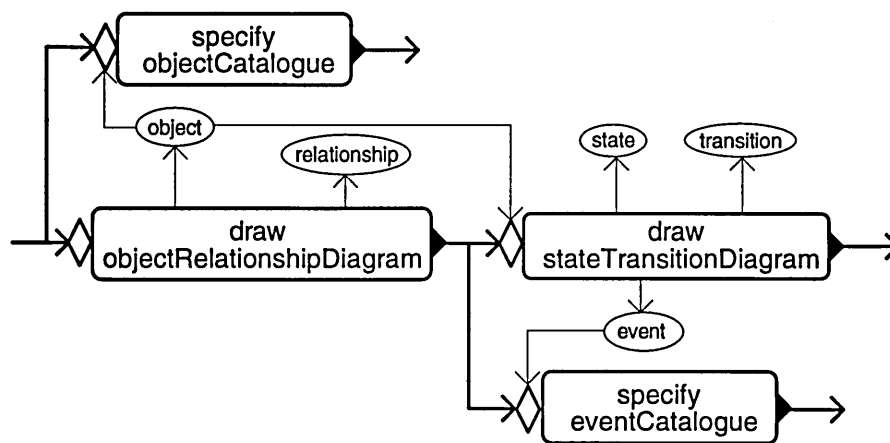 specify
objectCatalogue
object
relationship
state
transition
draw
objectRelationshipDiagram
draw
stateTransitionDiagram
event
specify
eventCatalogue